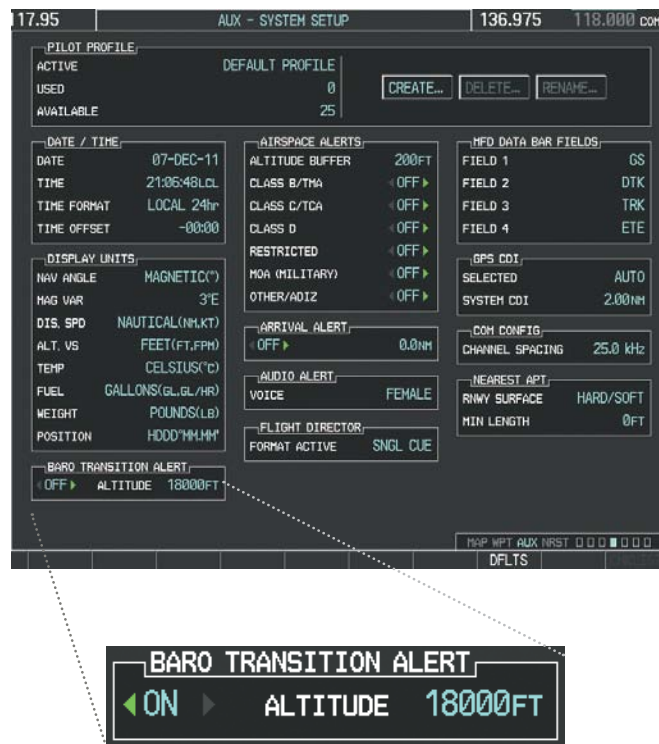 117.95 AUX - SYSTEM SETUP 136.975 118.000 COM
PILOT PROFILE
ACTIVE DEFAULT PROFILE
USED 0
AVAILABLE 25
CREATE... DELETE... RENAME...
DATE / TIME
DATE 07-DEC-11
TIME 21:06:48LCL
TIME FORMAT LOCAL 24hr
TIME OFFSET -00:00
DISPLAY UNITS
NAV ANGLE MAGNETIC(°)
MAG VAR 3°E
DIS, SPD NAUTICAL(NM,KT)
ALT, VS FEET(FT,FPM)
TEMP CELSIUS(°C)
FUEL GALLONS(GL,GL/HR)
WEIGHT POUNDS(LB)
POSITION HDDD°MM.MM'
BARO TRANSITION ALERT
OFF ALTITUDE 18000FT
AIRSPACE ALERTS
ALTITUDE BUFFER 200FT
CLASS B/TMA OFF
CLASS C/TCA OFF
CLASS D OFF
RESTRICTED OFF
MOA (MILITARY) OFF
OTHER/ADIZ OFF
ARRIVAL ALERT
OFF 0.0NM
AUDIO ALERT
VOICE FEMALE
FLIGHT DIRECTOR
FORMAT ACTIVE SNGL CUE
MFD DATA BAR FIELDS
FIELD 1 GS
FIELD 2 DTK
FIELD 3 TRK
FIELD 4 ETE
GPS CDI
SELECTED AUTO
SYSTEM CDI 2.00NM
COM CONFIG
CHANNEL SPACING 25.0 kHz
NEAREST APT
RNWY SURFACE HARD/SOFT
MIN LENGTH 0FT
MAP WPT AUX NRST
DFLTS
BARO TRANSITION ALERT
ON ALTITUDE 18000FT